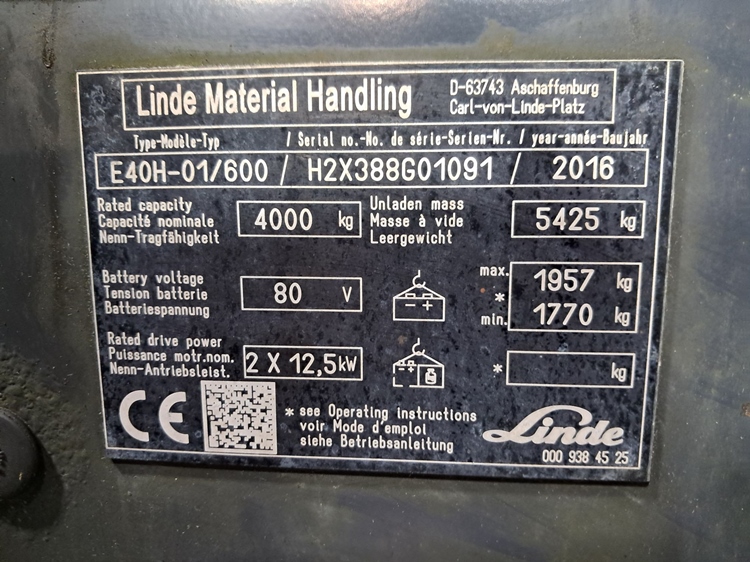 Linde Material Handling
D-63743 Aschaffenburg
Carl-von-Linde-Platz
Type-Modèle-Typ / Serial no.-No. de série-Serien-Nr. / year-année-Baujahr
E40H-01/600 / H2X388G01091 / 2016
Rated capacity
Capacité nominale
Nenn-Tragfähigkeit
4000 kg
Unladen mass
Masse à vide
Leergewicht
5425 kg
Battery voltage
Tension batterie
Batteriespannung
80 V
- +
max. 1957 kg
*
min. 1770 kg
Rated drive power
Puissance motr.nom.
Nenn-Antriebsleist.
2 X 12,5 kW
- +
* kg
CE
* see Operating instructions
voir Mode d'emploi
siehe Betriebsanleitung
Linde
000 938 45 25